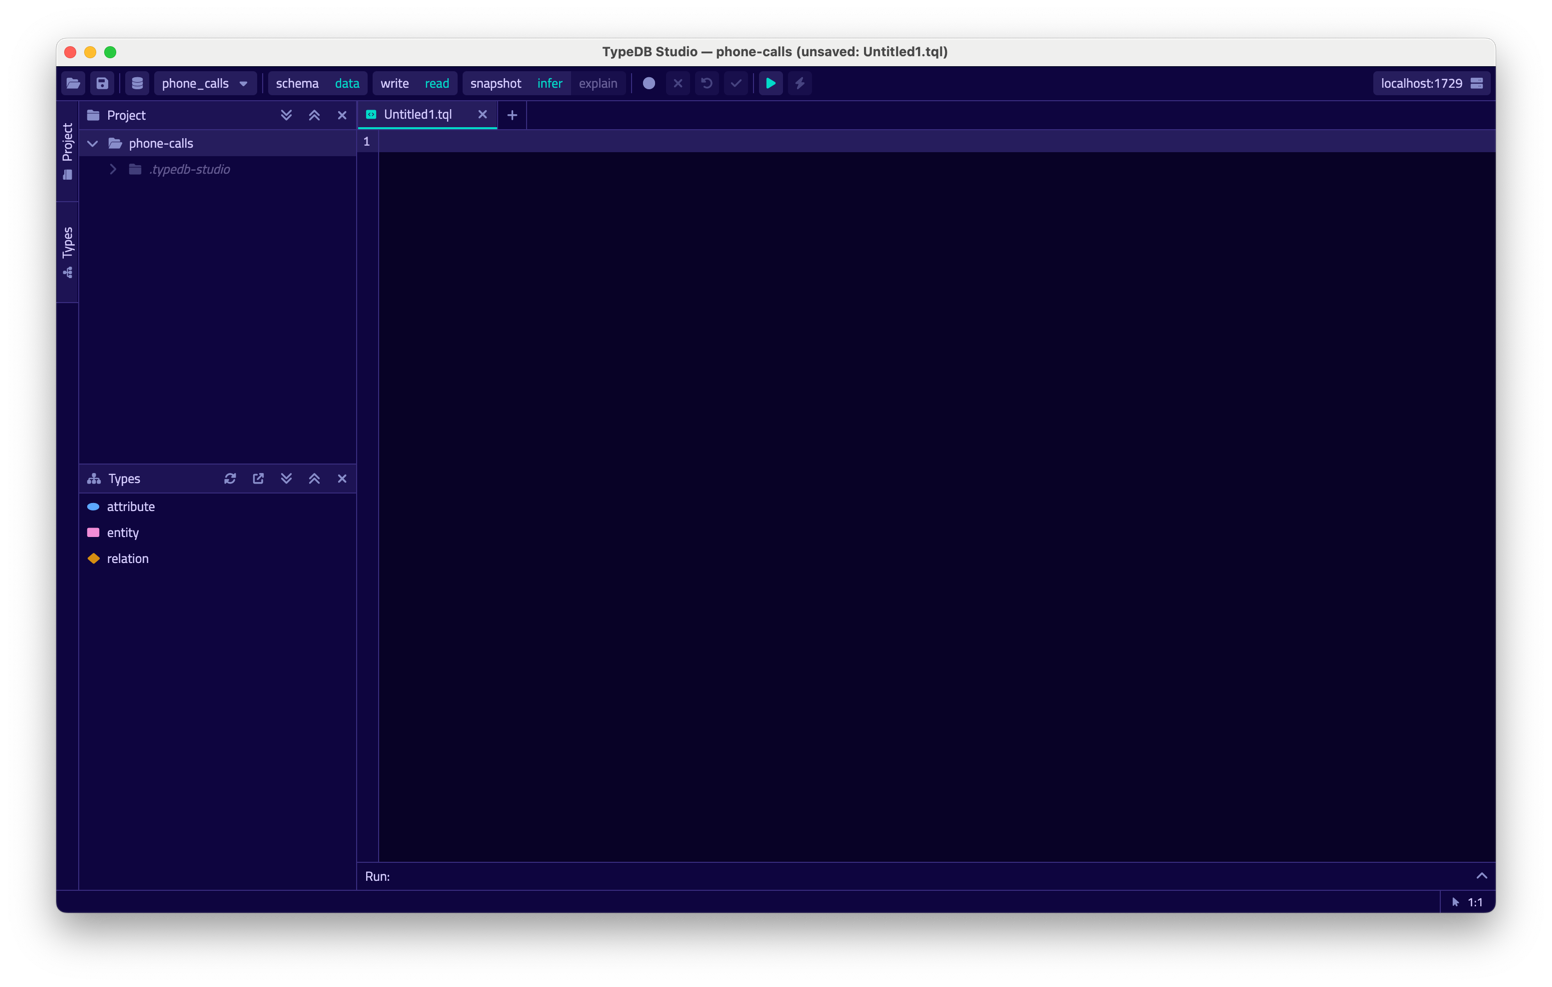 TypeDB Studio — phone-calls (unsaved: Untitled1.tql)
phone_calls schema data write read snapshot infer explain localhost:1729
Project
Types
Project
phone-calls
.typedb-studio
Types
attribute
entity
relation
Untitled1.tql
1
Run:
1:1